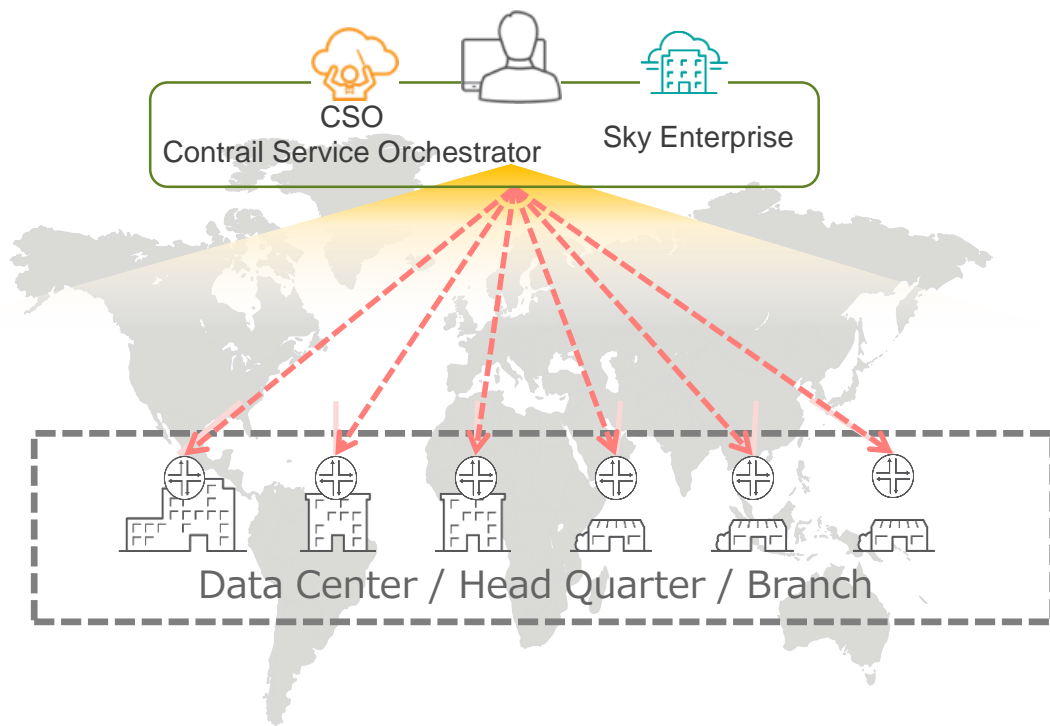 CSO
Contrail Service Orchestrator
Sky Enterprise
Data Center / Head Quarter / Branch